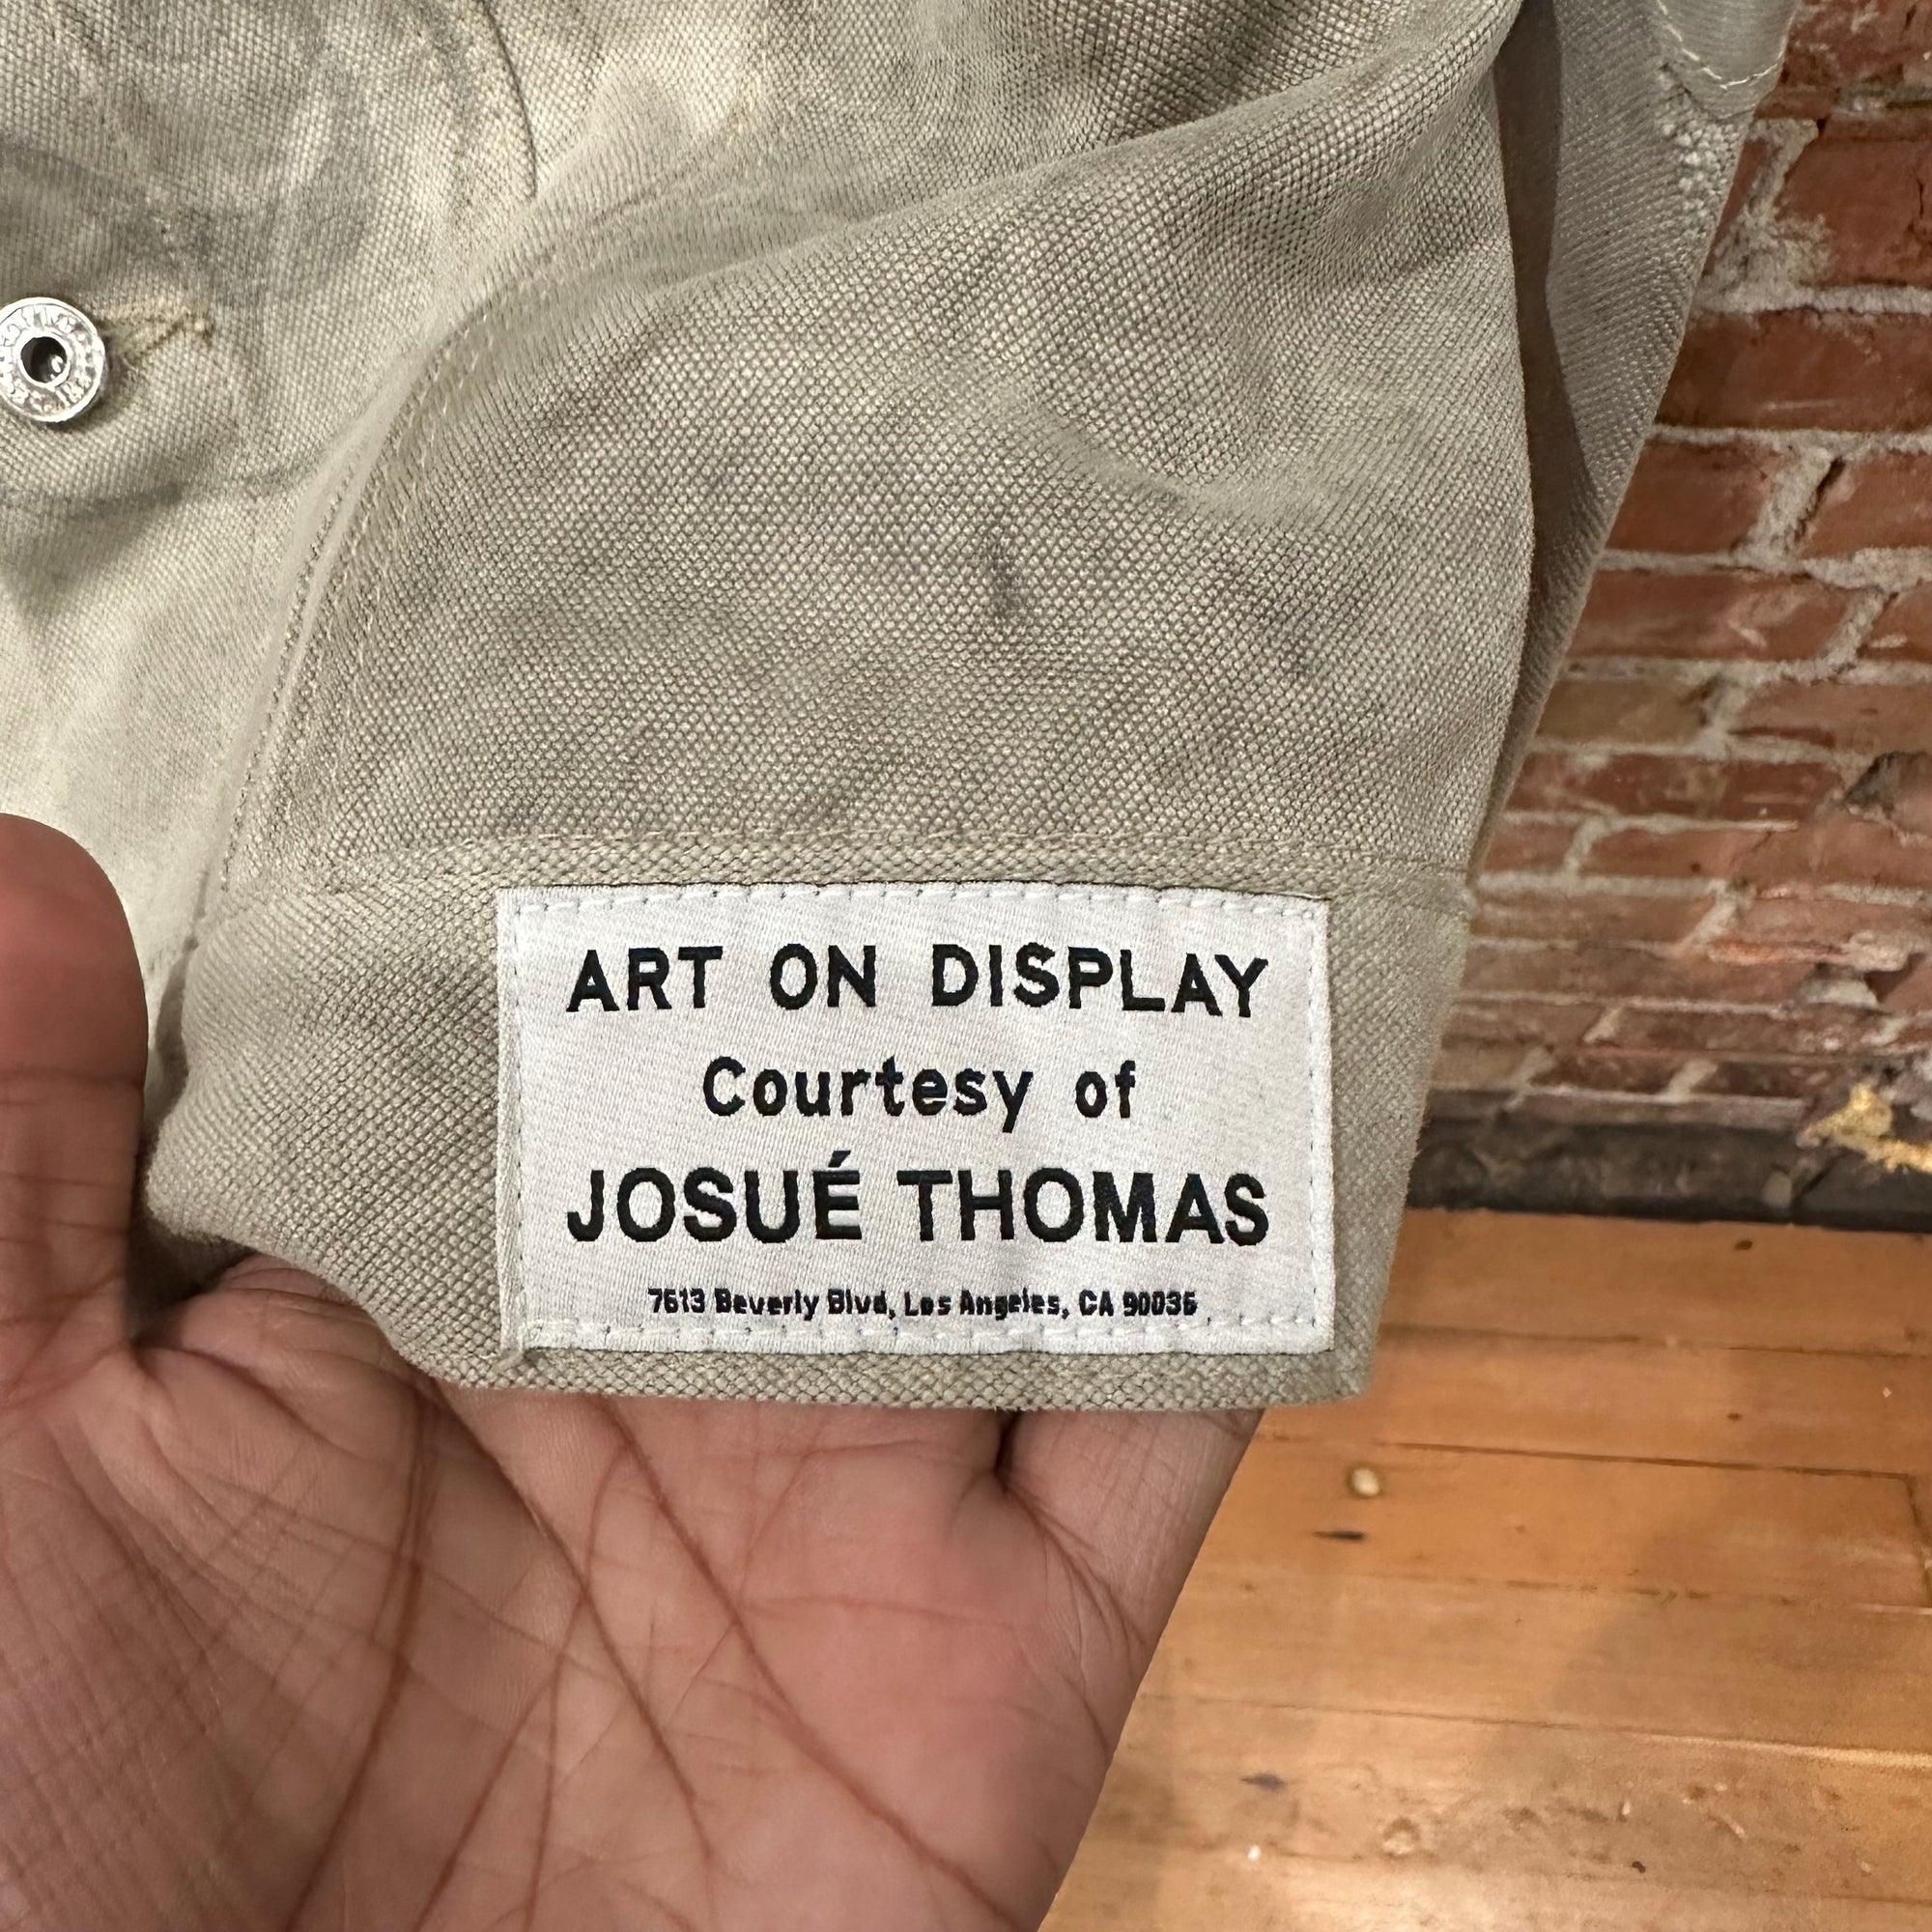 ART ON DISPLAY
Courtesy of
JOSUÉ THOMAS
7613 Beverly Blvd, Los Angeles, CA 90036